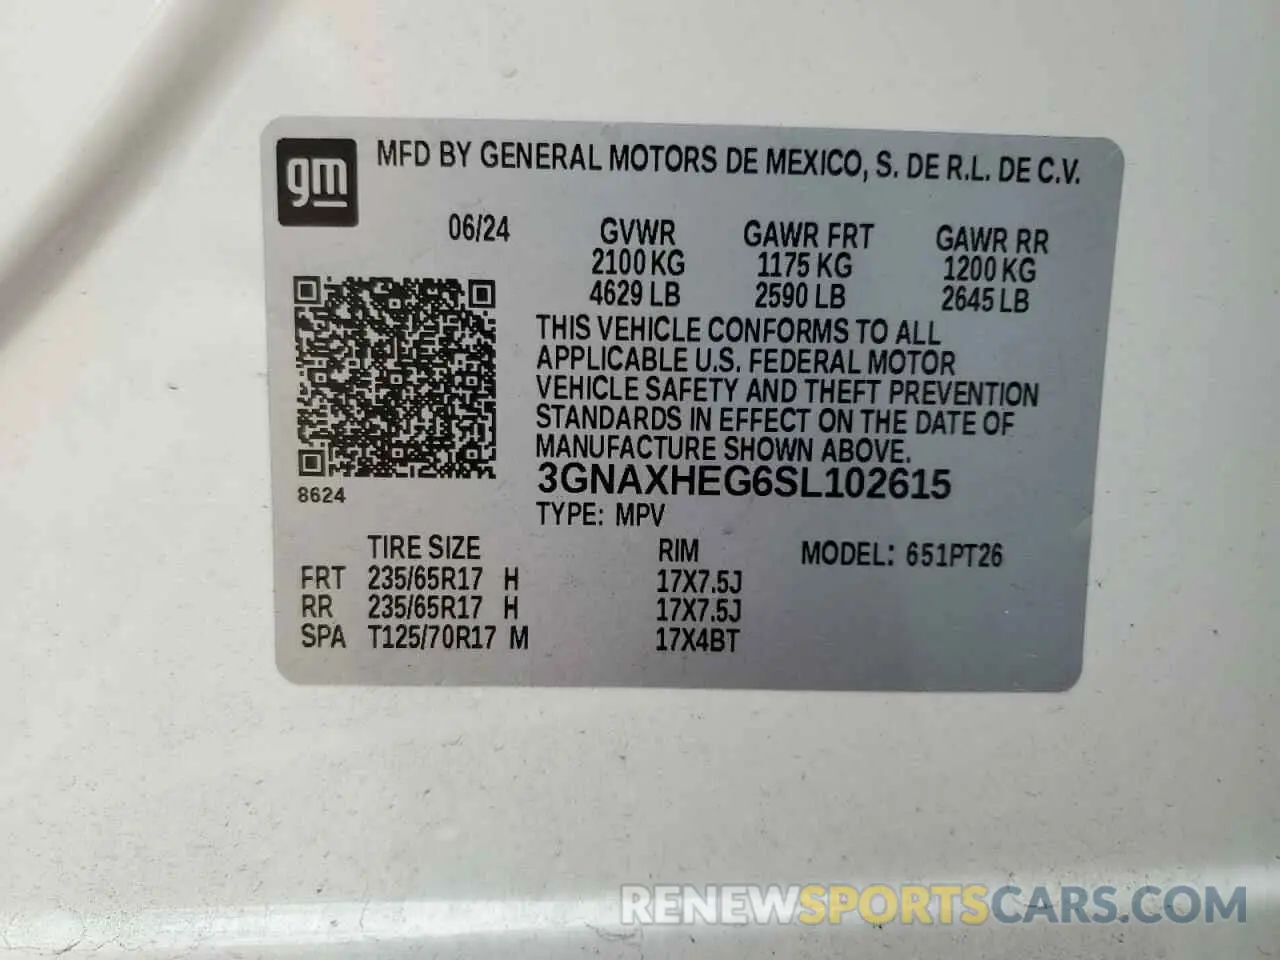 gm MFD BY GENERAL MOTORS DE MEXICO, S. DE R.L. DE C.V.
06/24 GVWR GAWR FRT GAWR RR
2100 KG 1175 KG 1200 KG
4629 LB 2590 LB 2645 LB
THIS VEHICLE CONFORMS TO ALL
APPLICABLE U.S. FEDERAL MOTOR
VEHICLE SAFETY AND THEFT PREVENTION
STANDARDS IN EFFECT ON THE DATE OF
MANUFACTURE SHOWN ABOVE.
3GNAXHEG6SL102615
8624
TYPE: MPV
TIRE SIZE RIM MODEL: 651PT26
FRT 235/65R17 H 17X7.5J
RR 235/65R17 H 17X7.5J
SPA T125/70R17 M 17X4BT
RENEWSPORTSCARS.COM